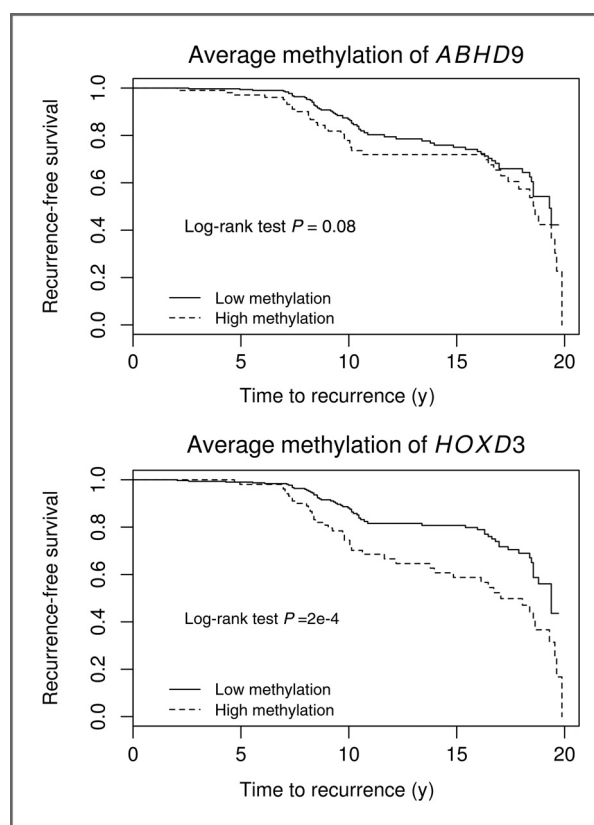 Average methylation of ABHD9
Recurrence-free survival
1.0
0.8
0.6
0.4
0.2
0.0
Log-rank test P = 0.08
Low methylation
High methylation
0 5 10 15 20
Time to recurrence (y)
Average methylation of HOXD3
Recurrence-free survival
1.0
0.8
0.6
0.4
0.2
0.0
Log-rank test P =2e-4
Low methylation
High methylation
0 5 10 15 20
Time to recurrence (y)